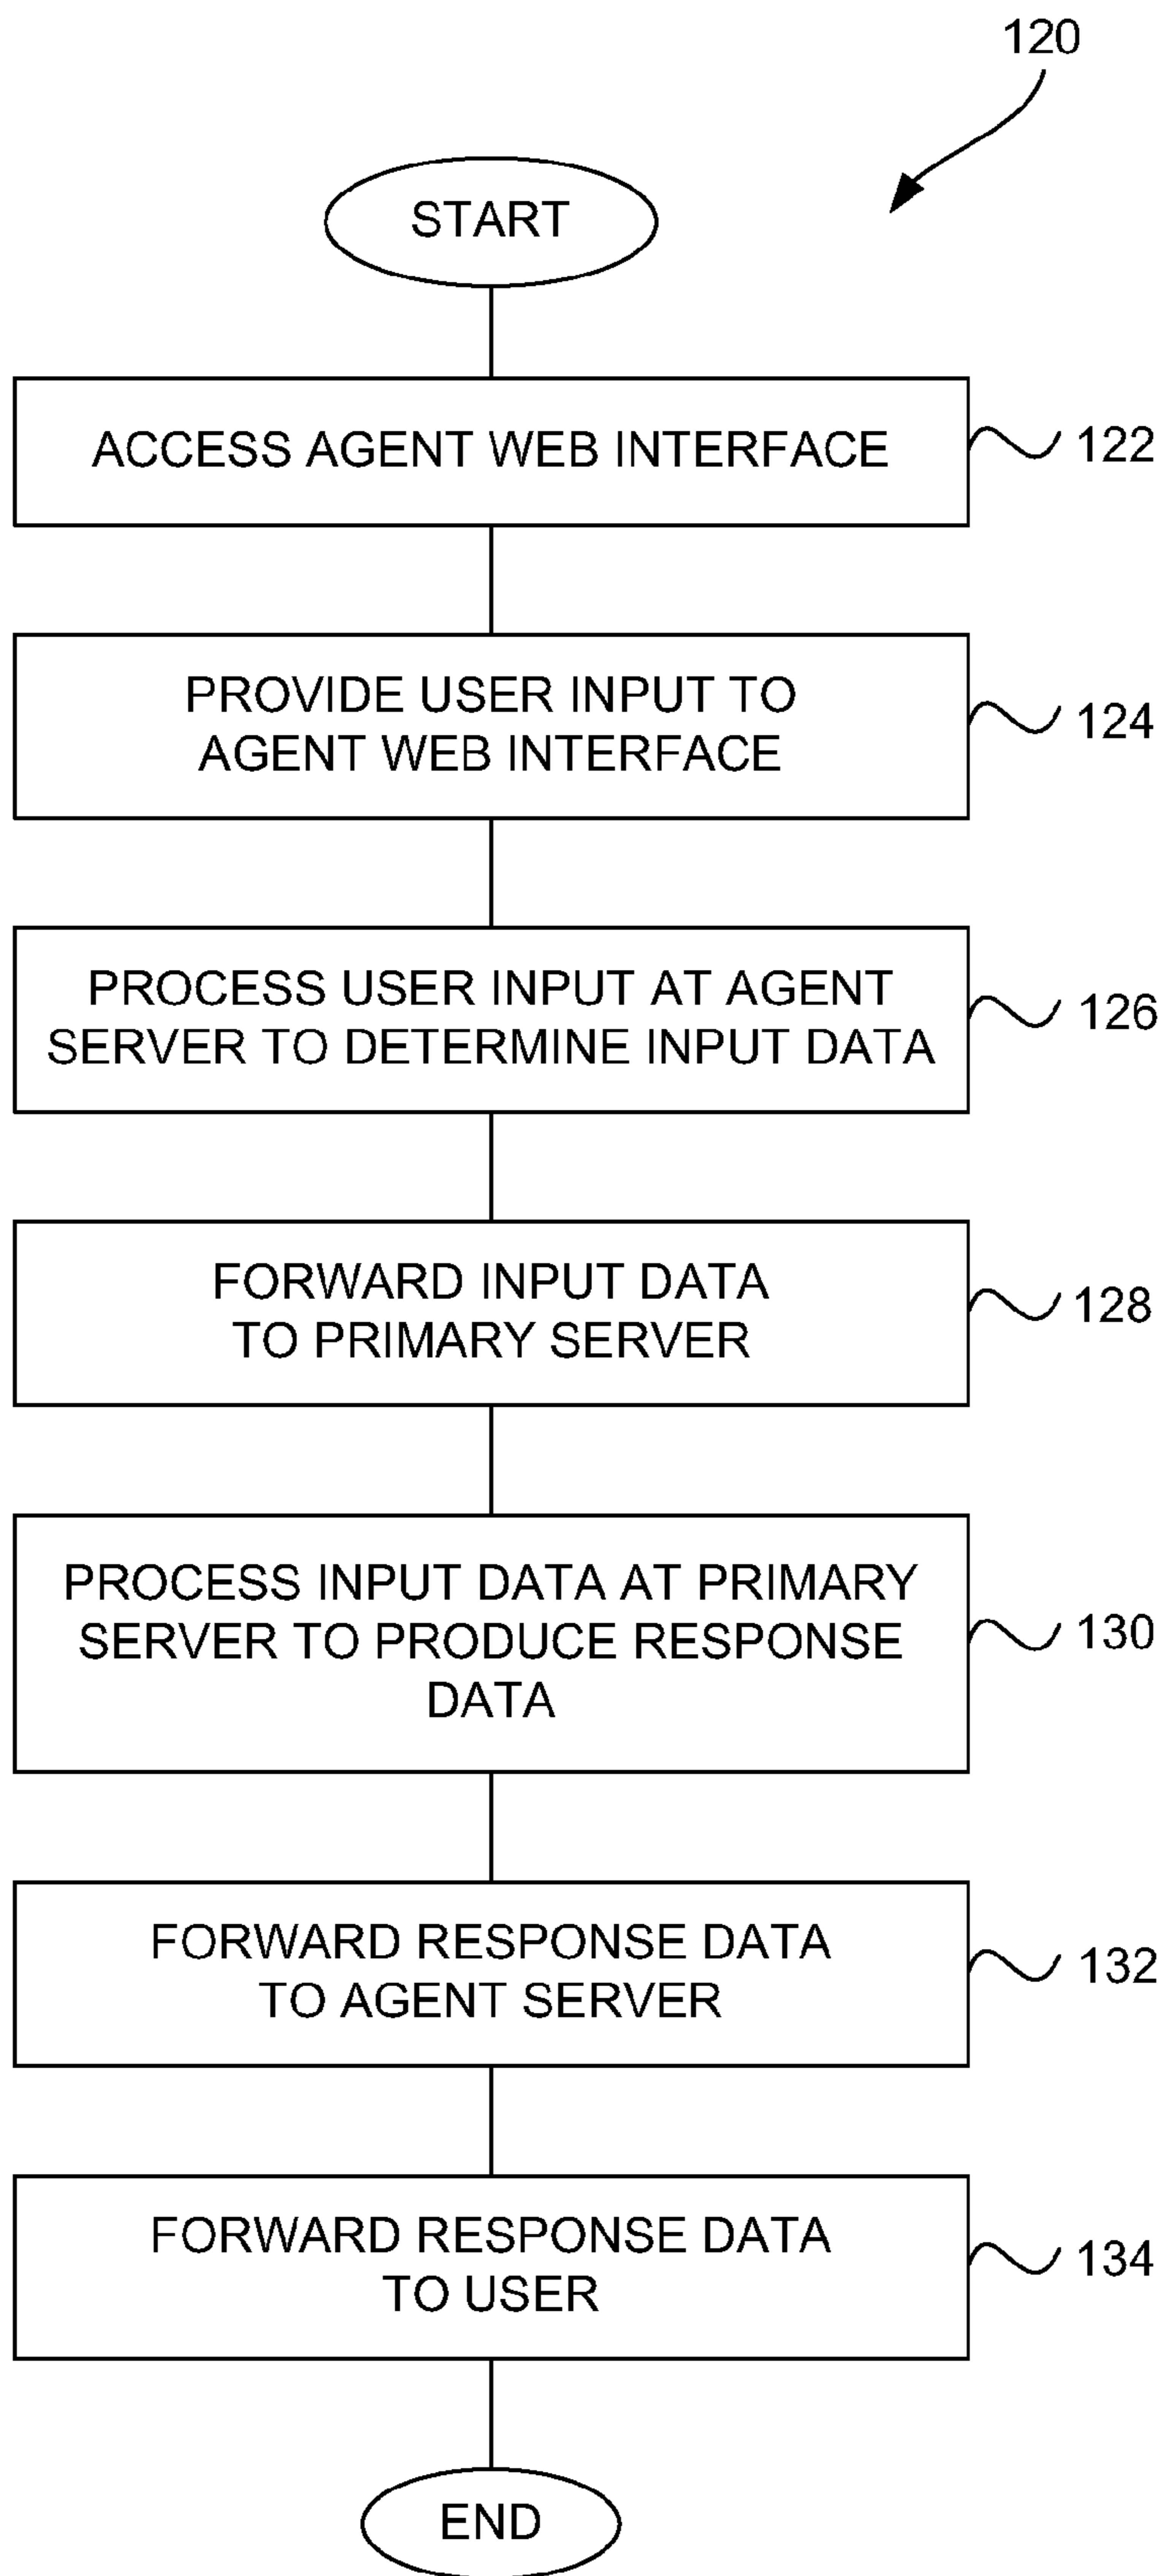 120
START
ACCESS AGENT WEB INTERFACE
122
PROVIDE USER INPUT TO
AGENT WEB INTERFACE
124
PROCESS USER INPUT AT AGENT
SERVER TO DETERMINE INPUT DATA
126
FORWARD INPUT DATA
TO PRIMARY SERVER
128
PROCESS INPUT DATA AT PRIMARY
SERVER TO PRODUCE RESPONSE
DATA
130
FORWARD RESPONSE DATA
TO AGENT SERVER
132
FORWARD RESPONSE DATA
TO USER
134
END